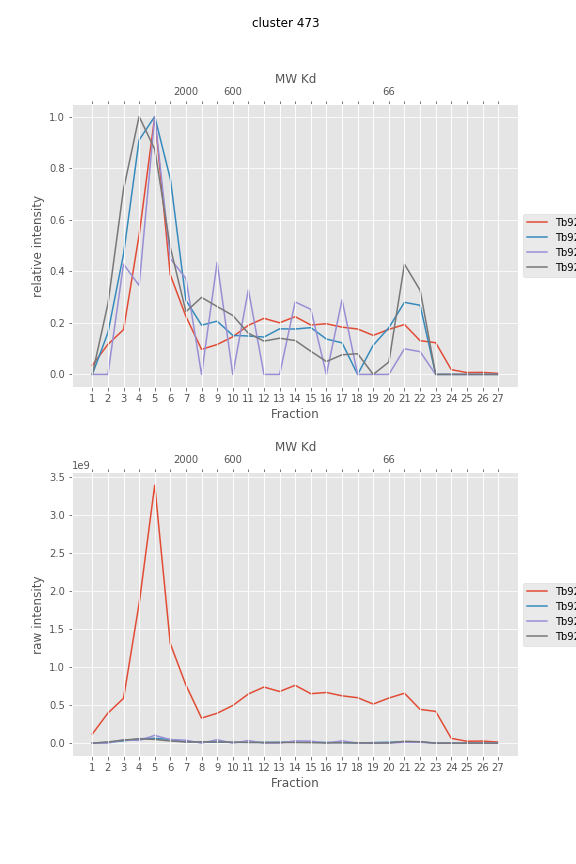 cluster 473
MW Kd
2000 600 66
1.0
0.8
0.6
0.4
0.2
0.0
relative intensity
Tb92
Tb92
Tb92
Tb92
1 2 3 4 5 6 7 8 9 10 11 12 13 14 15 16 17 18 19 20 21 22 23 24 25 26 27
Fraction
MW Kd
1e9 2000 600 66
3.5
3.0
2.5
2.0
1.5
1.0
0.5
0.0
raw intensity
Tb92
Tb92
Tb92
Tb92
1 2 3 4 5 6 7 8 9 10 11 12 13 14 15 16 17 18 19 20 21 22 23 24 25 26 27
Fraction